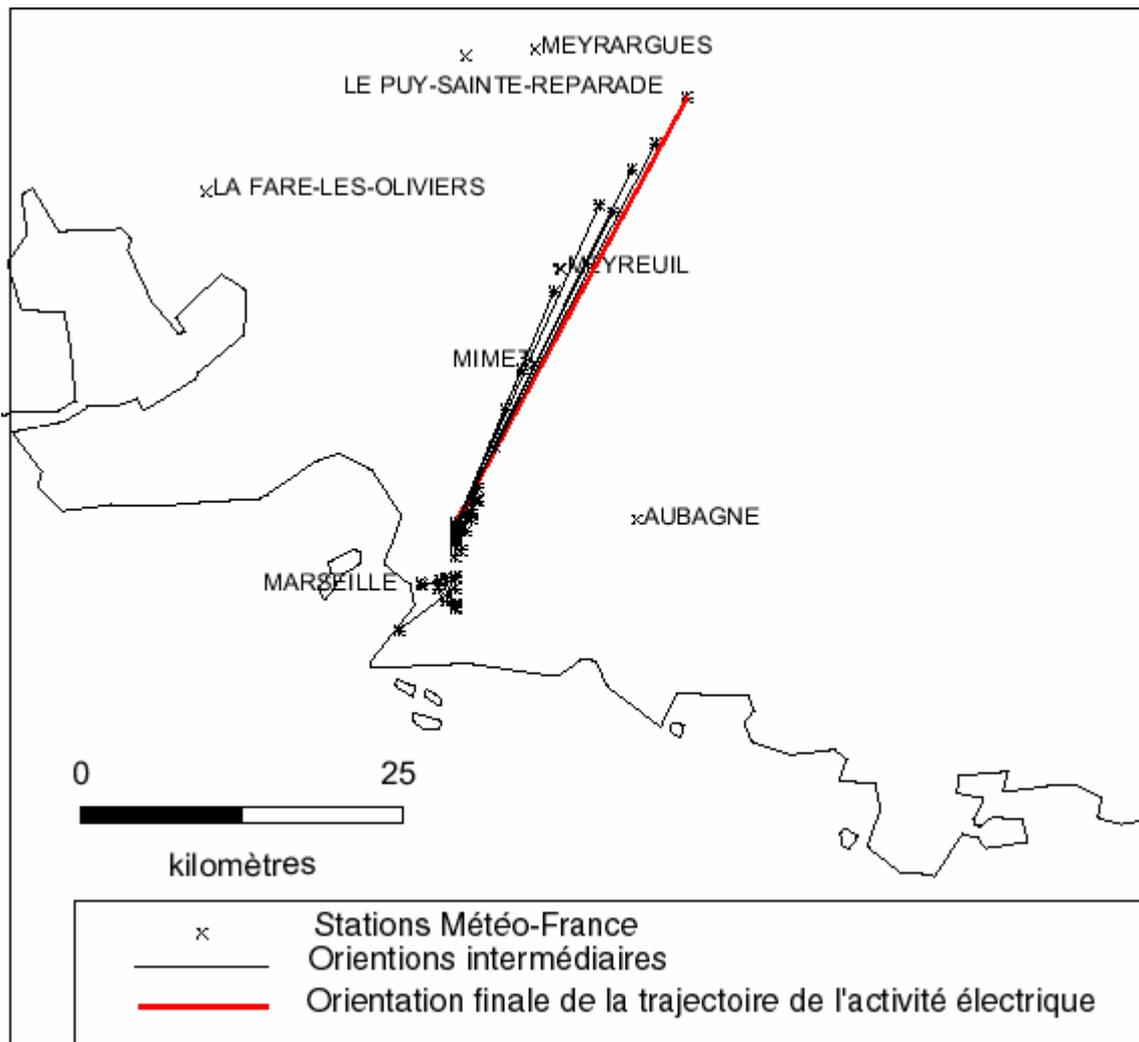 MEYRARGUES
LE PUY-SAINTE-REPARADE
LA FARE-LES-OLIVIERS
MEYREUIL
MIMET
AUBAGNE
MARSEILLE
0 25
kilomètres
Stations Météo-France
Orientions intermédiaires
Orientation finale de la trajectoire de l'activité électrique